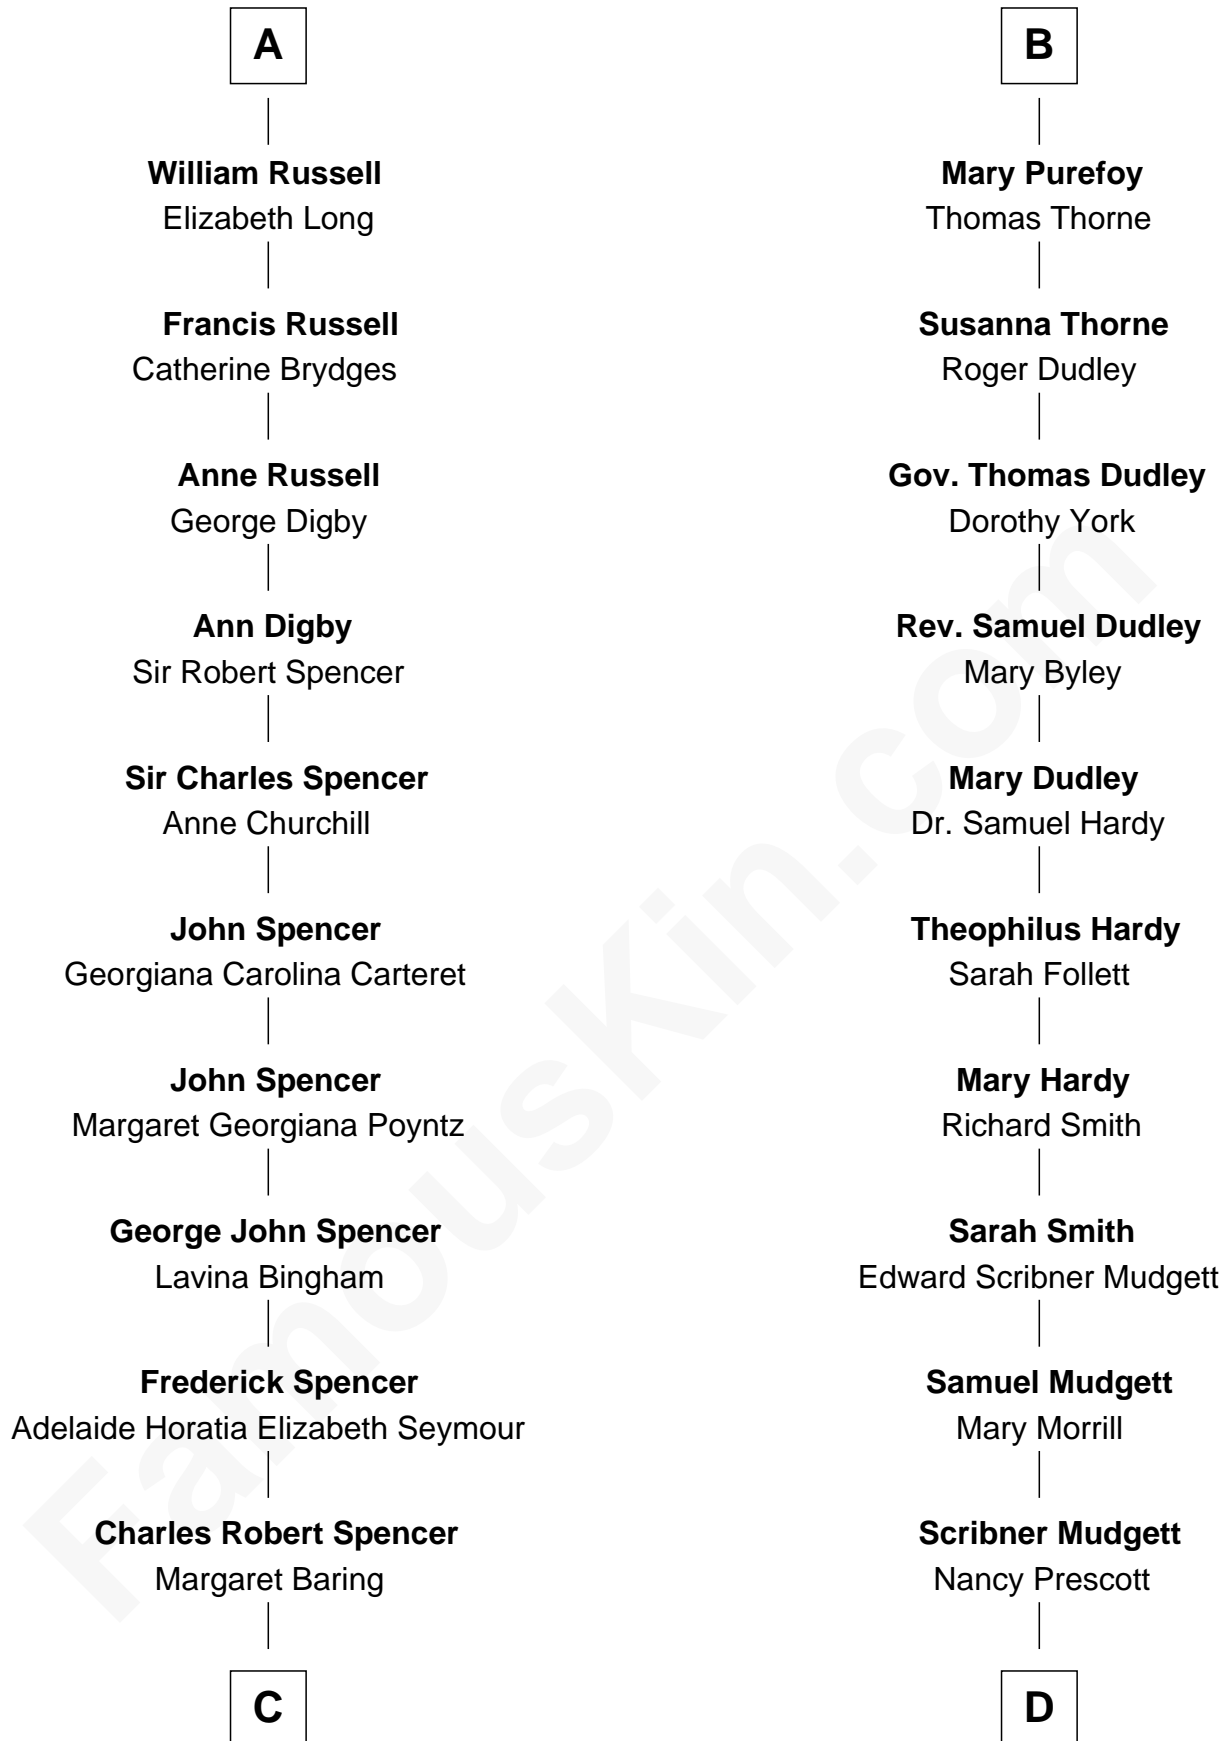 A
William Russell
Elizabeth Long
Francis Russell
Catherine Brydges
Anne Russell
George Digby
Ann Digby
Sir Robert Spencer
Sir Charles Spencer
Anne Churchill
John Spencer
Georgiana Carolina Carteret
John Spencer
Margaret Georgiana Poyntz
George John Spencer
Lavina Bingham
Frederick Spencer
Adelaide Horatia Elizabeth Seymour
Charles Robert Spencer
Margaret Baring
C
B
Mary Purefoy
Thomas Thorne
Susanna Thorne
Roger Dudley
Gov. Thomas Dudley
Dorothy York
Rev. Samuel Dudley
Mary Byley
Mary Dudley
Dr. Samuel Hardy
Theophilus Hardy
Sarah Follett
Mary Hardy
Richard Smith
Sarah Smith
Edward Scribner Mudgett
Samuel Mudgett
Mary Morrill
Scribner Mudgett
Nancy Prescott
D
FamousKin.com